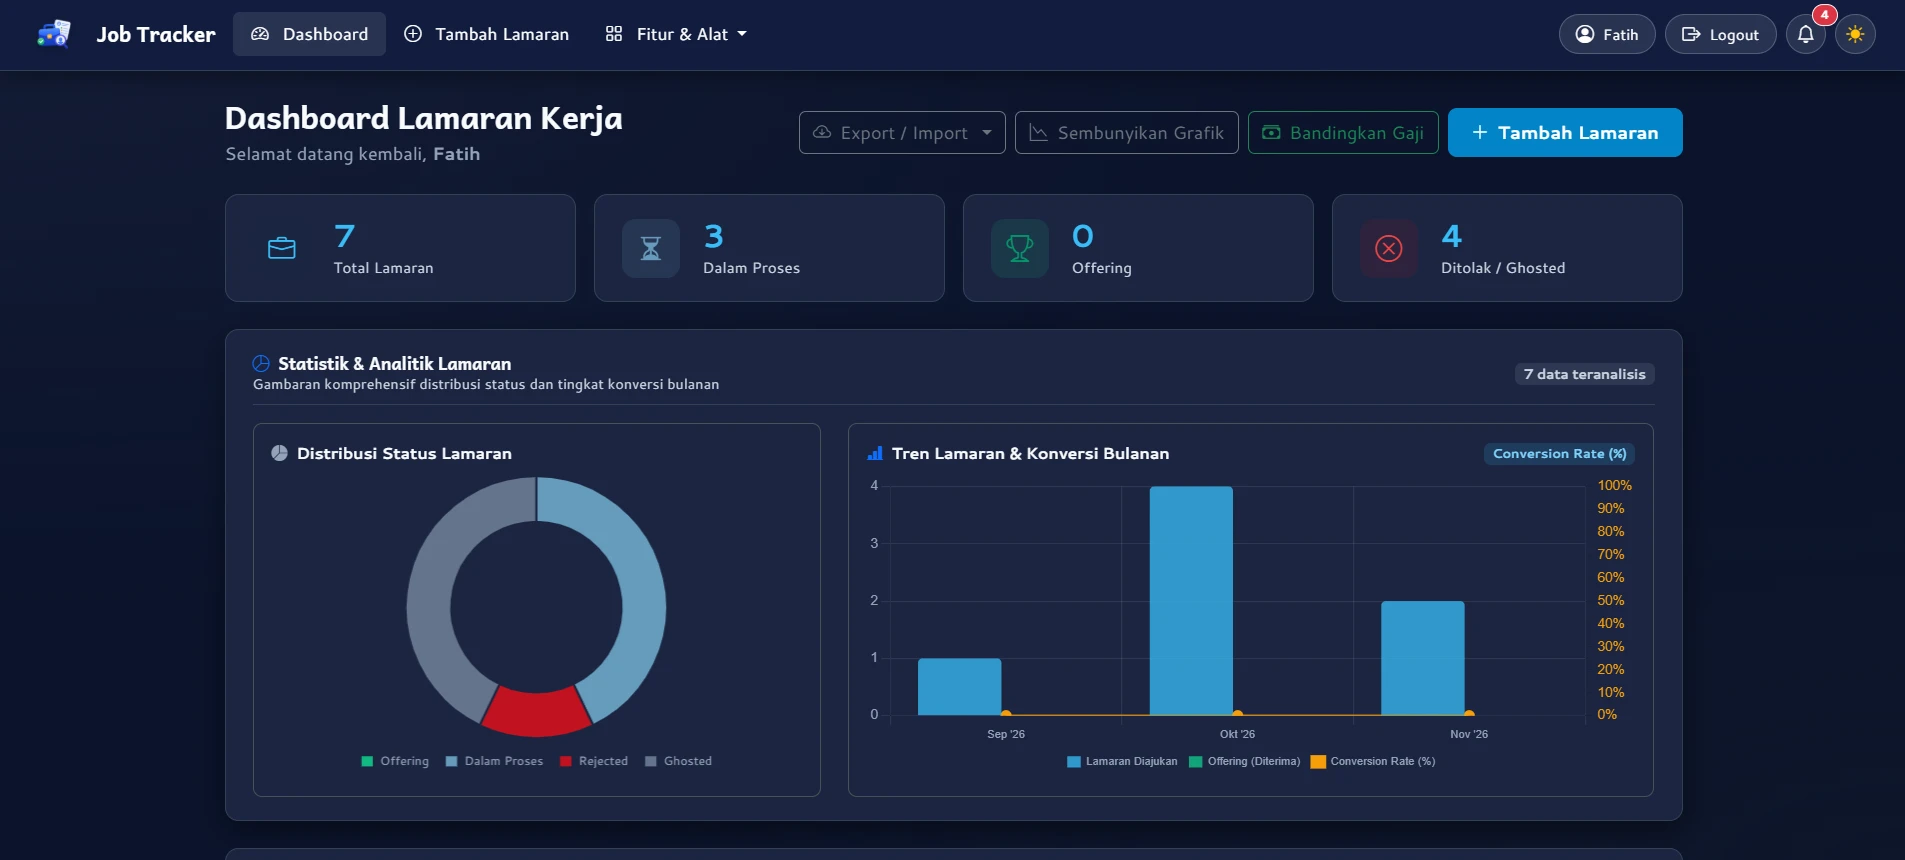 Job Tracker
Dashboard
Tambah Lamaran
Fitur & Alat
Fatih
Logout
4
Dashboard Lamaran Kerja
Selamat datang kembali, Fatih
Export / Import
Sembunyikan Grafik
Bandingkan Gaji
+ Tambah Lamaran
7
Total Lamaran
3
Dalam Proses
0
Offering
4
Ditolak / Ghosted
Statistik & Analitik Lamaran
Gambaran komprehensif distribusi status dan tingkat konversi bulanan
7 data teranalisis
Distribusi Status Lamaran
Offering
Dalam Proses
Rejected
Ghosted
Tren Lamaran & Konversi Bulanan
Conversion Rate (%)
4
3
2
1
0
100%
90%
80%
70%
60%
50%
40%
30%
20%
10%
0%
Sep '26
Okt '26
Nov '26
Lamaran Diajukan
Offering (Diterima)
Conversion Rate (%)